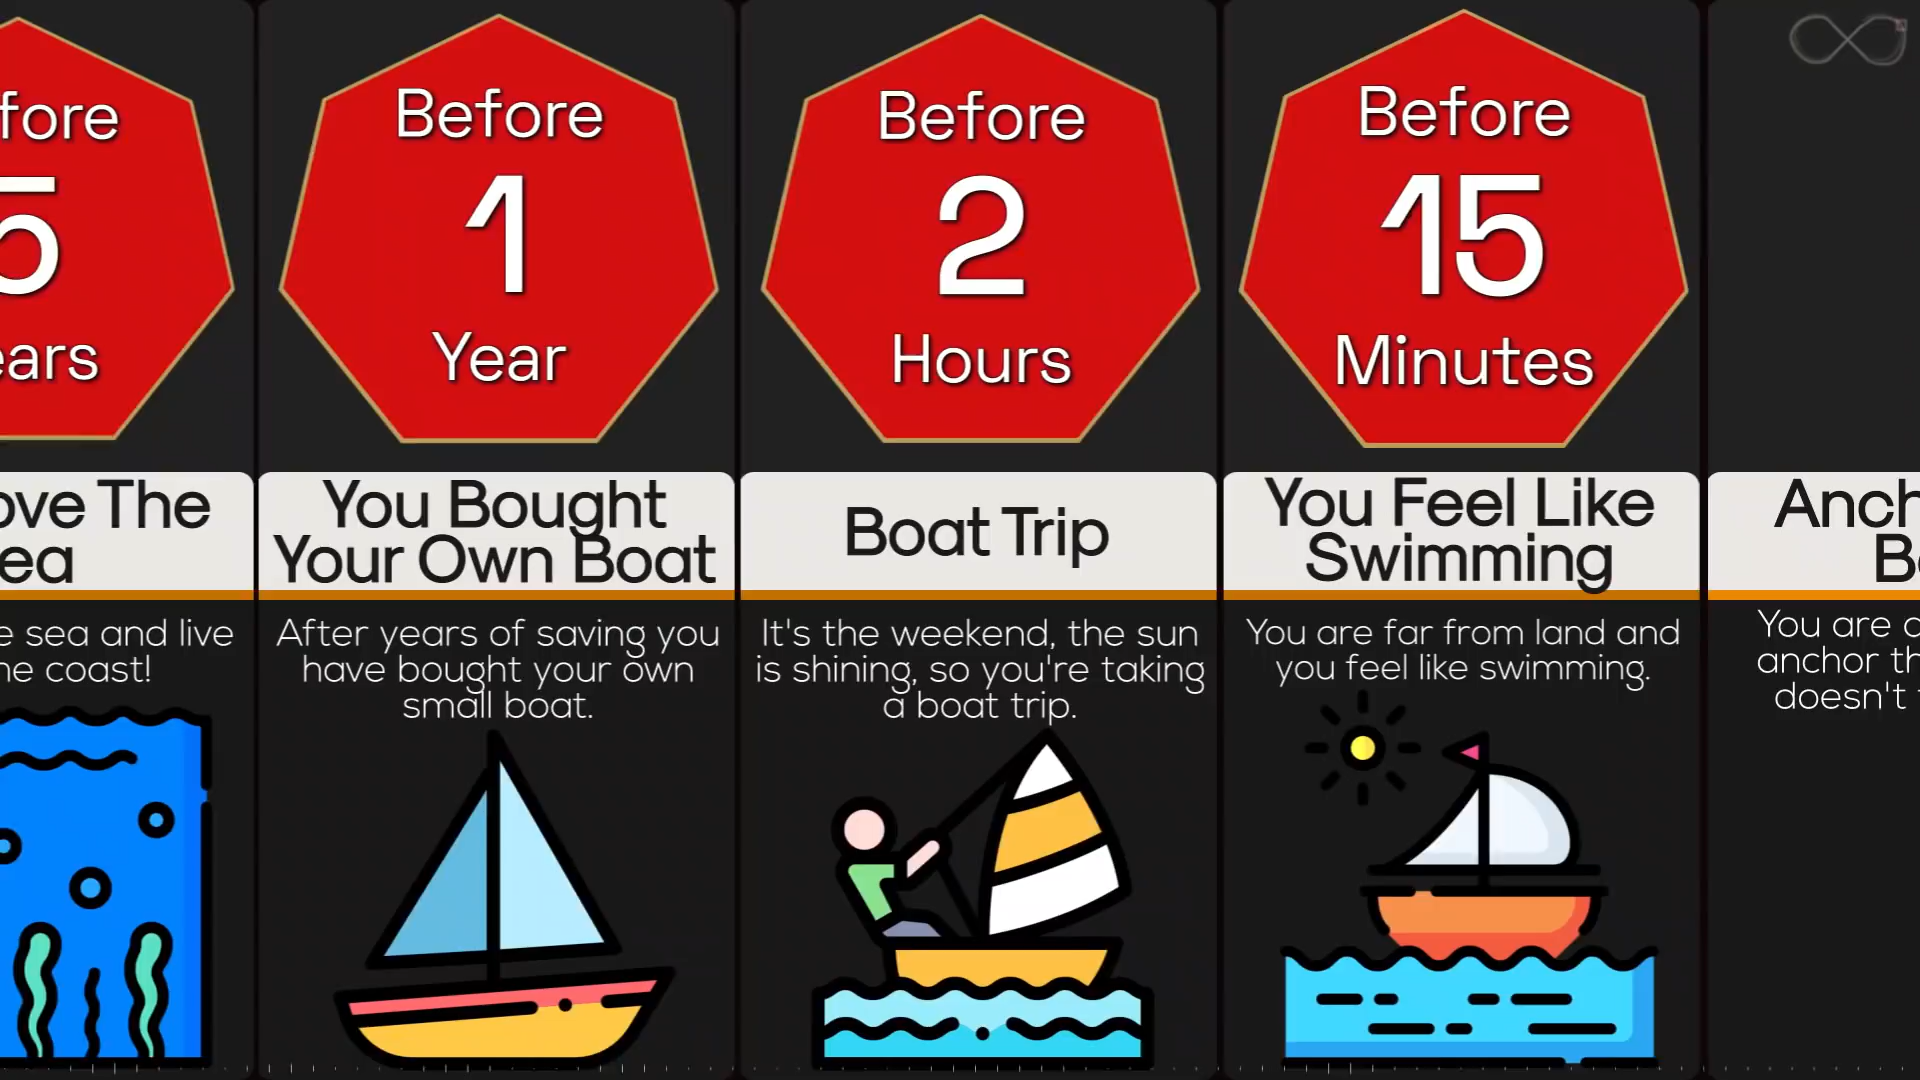 fore
5
ears
ove The
ea
e sea and live
ne coast!
Before
1
Year
You Bought
Your Own Boat
After years of saving you
have bought your own
small boat.
Before
2
Hours
Boat Trip
It's the weekend, the sun
is shining, so you're taking
a boat trip.
Before
15
Minutes
You Feel Like
Swimming
You are far from land and
you feel like swimming.
Anch
B
You are
anchor th
doesn't